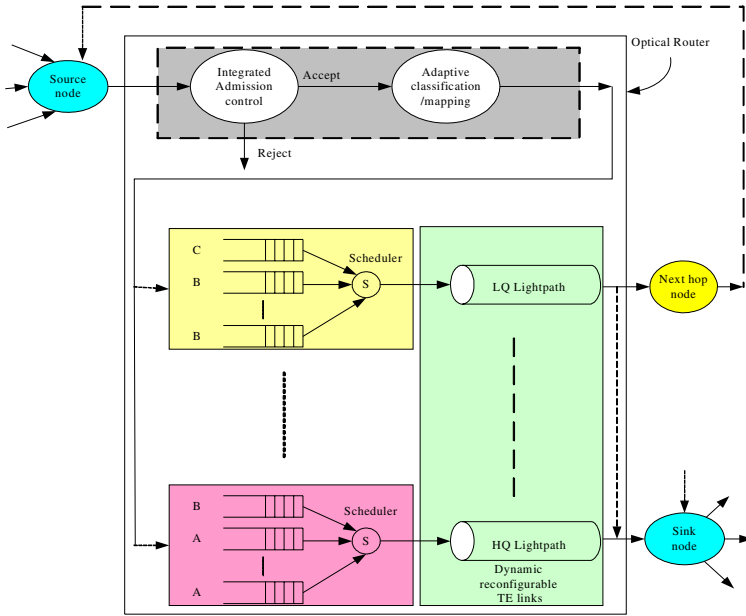 Optical Router
Source
node
Integrated
Admission
control
Accept
Adaptive
classification
/mapping
Reject
C
B
B
Scheduler
S
LQ Lightpath
Next hop
node
B
A
A
Scheduler
S
HQ Lightpath
Dynamic
reconfigurable
TE links
Sink
node